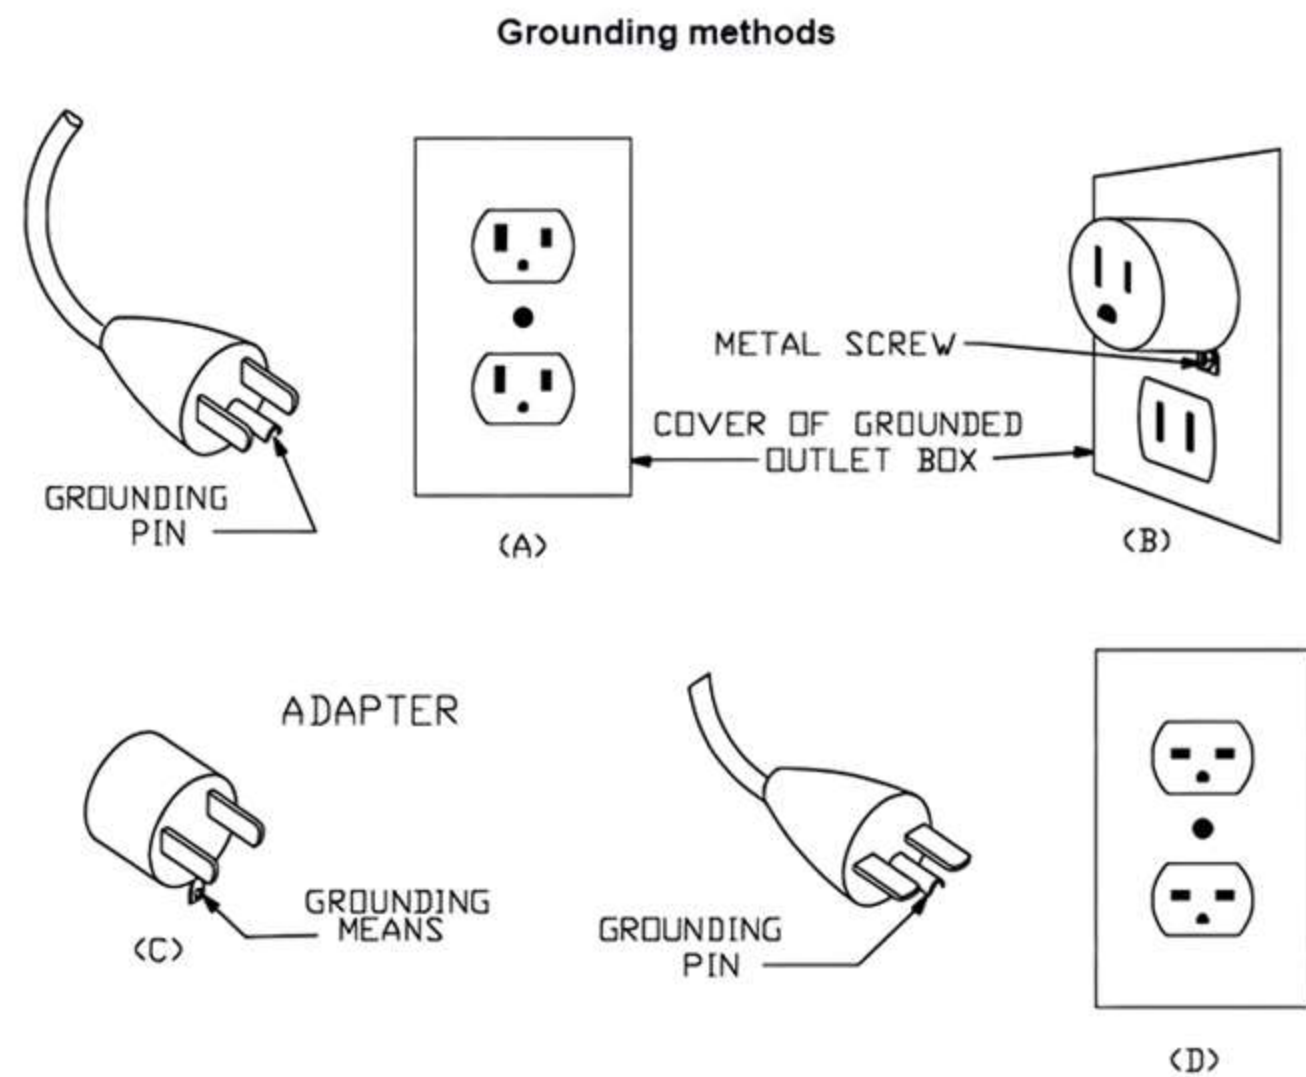 Grounding methods
METAL SCREW
COVER OF GROUNDED
OUTLET BOX
GROUNDING
PIN
(A)
(B)
ADAPTER
GROUNDING
MEANS
(C)
GROUNDING
PIN
(D)